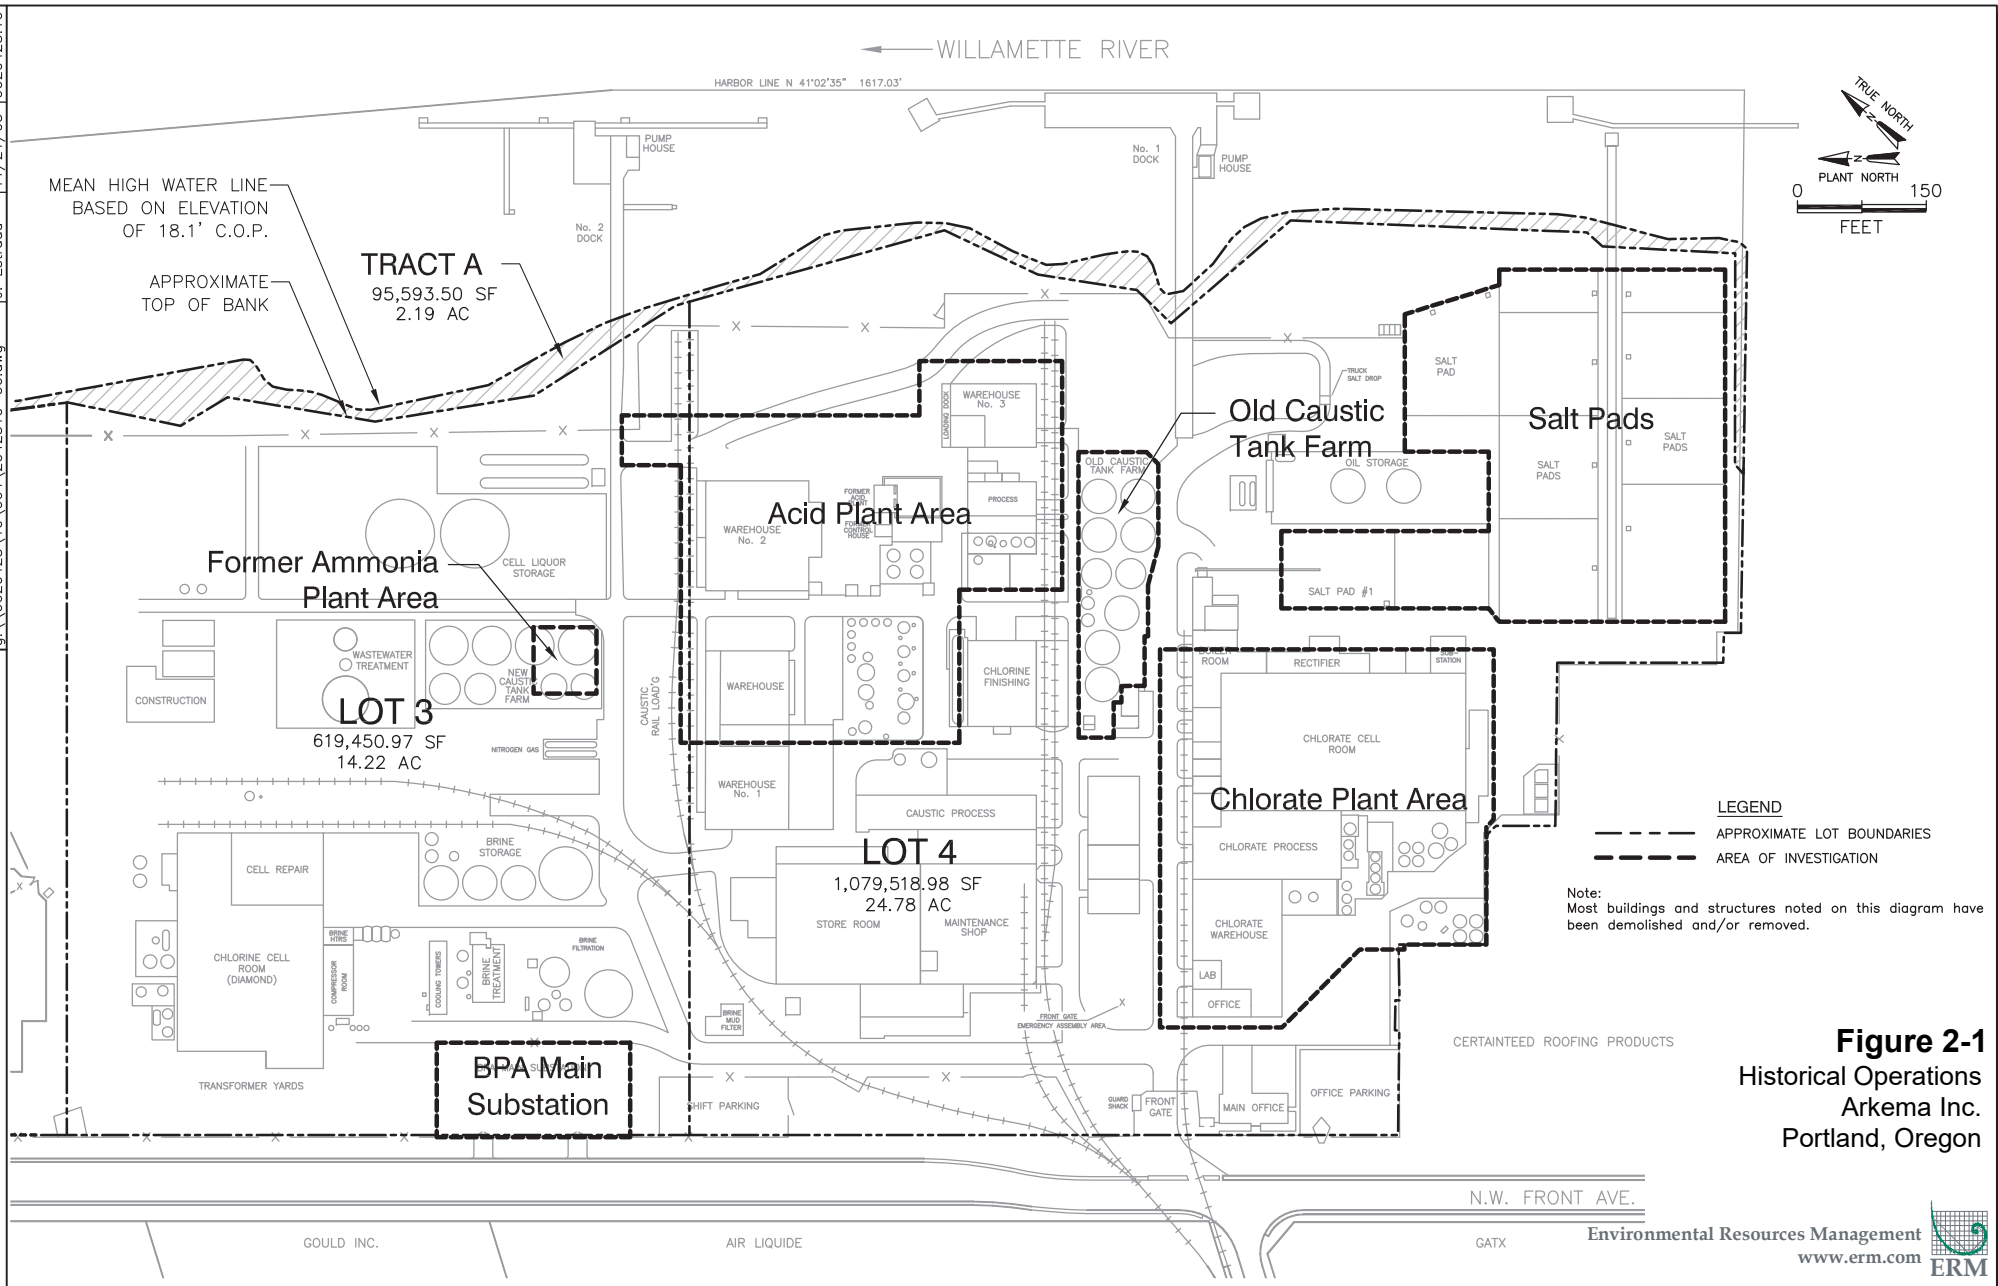 WILLAMETTE RIVER
HARBOR LINE N 41°02'35" 1617.03'
TRUE NORTH
N
N
PLANT NORTH
0 150
FEET
PUMP
HOUSE
No. 1
DOCK
PUMP
HOUSE
No. 2
DOCK
MEAN HIGH WATER LINE
BASED ON ELEVATION
OF 18.1' C.O.P.
APPROXIMATE
TOP OF BANK
TRACT A
95,593.50 SF
2.19 AC
TRUCK
SALT DROP
SALT
PAD
Salt Pads
SALT
PADS
SALT
PADS
Old Caustic
Tank Farm
OIL STORAGE
SALT PAD #1
LOADING DOCK
WAREHOUSE
No. 3
OLD CAUSTIC
TANK FARM
PROCESS
FORMER
ACID
PLANT
Acid Plant Area
FORMER
CONTROL
HOUSE
WAREHOUSE
No. 2
Former Ammonia
Plant Area
CELL LIQUOR
STORAGE
WASTEWATER
TREATMENT
NEW
CAUSTIC
TANK
FARM
CONSTRUCTION
LOT 3
619,450.97 SF
14.22 AC
NITROGEN GAS
CAUSTIC
RAIL LOAD'G
WAREHOUSE
CHLORINE
FINISHING
BOILER
ROOM
RECTIFIER
SUB-
STATION
CHLORATE CELL
ROOM
Chlorate Plant Area
CHLORATE PROCESS
CHLORATE
WAREHOUSE
LAB
OFFICE
WAREHOUSE
No. 1
CAUSTIC PROCESS
LOT 4
1,079,518.98 SF
24.78 AC
STORE ROOM
MAINTENANCE
SHOP
BRINE
STORAGE
CELL REPAIR
BRINE
HTRS
CHLORINE CELL
ROOM
(DIAMOND)
COMPRESSOR
ROOM
COOLING TOWERS
BRINE
TREATMENT
BRINE
FILTRATION
BRINE
MUD
FILTER
FRONT GATE
EMERGENCY ASSEMBLY AREA
TRANSFORMER YARDS
BPA Main
BPA MAIN SUBSTATION
Substation
SHIFT PARKING
GUARD
SHACK
FRONT
GATE
MAIN OFFICE
OFFICE PARKING
CERTAINTEED ROOFING PRODUCTS
LEGEND
APPROXIMATE LOT BOUNDARIES
AREA OF INVESTIGATION
Note:
Most buildings and structures noted on this diagram have
been demolished and/or removed.
Figure 2-1
Historical Operations
Arkema Inc.
Portland, Oregon
N.W. FRONT AVE.
GOULD INC.
AIR LIQUIDE
GATX
Environmental Resources Management
www.erm.com
ERM